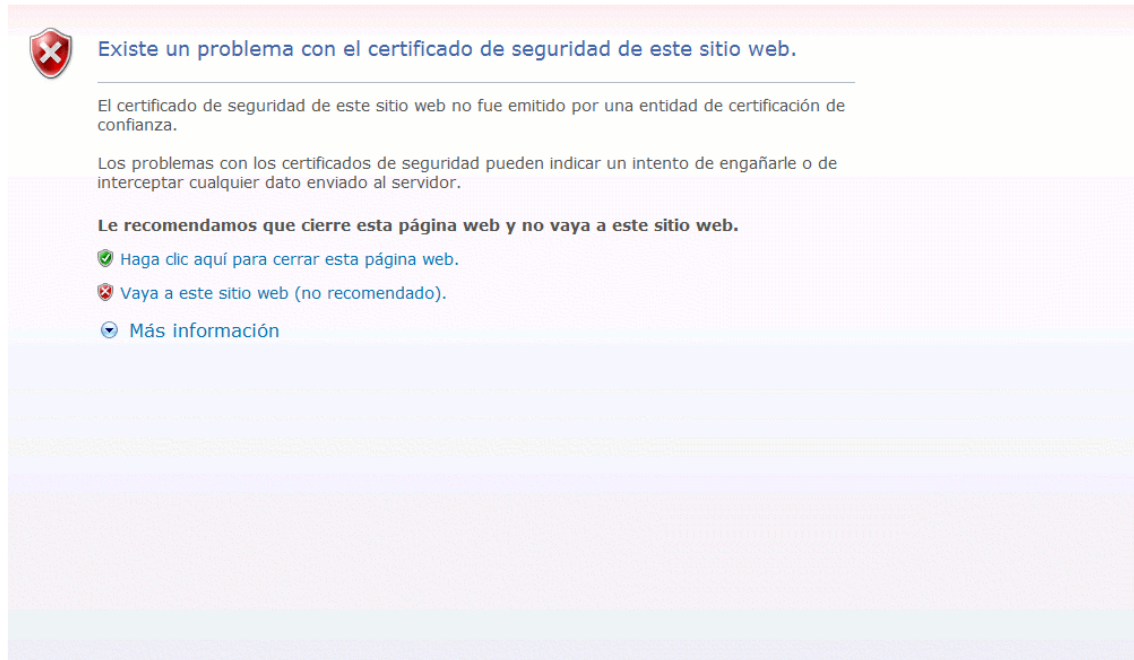 Existe un problema con el certificado de seguridad de este sitio web.
El certificado de seguridad de este sitio web no fue emitido por una entidad de certificación de
confianza.
Los problemas con los certificados de seguridad pueden indicar un intento de engañarle o de
interceptar cualquier dato enviado al servidor.
Le recomendamos que cierre esta página web y no vaya a este sitio web.
Haga clic aquí para cerrar esta página web.
Vaya a este sitio web (no recomendado).
Más información